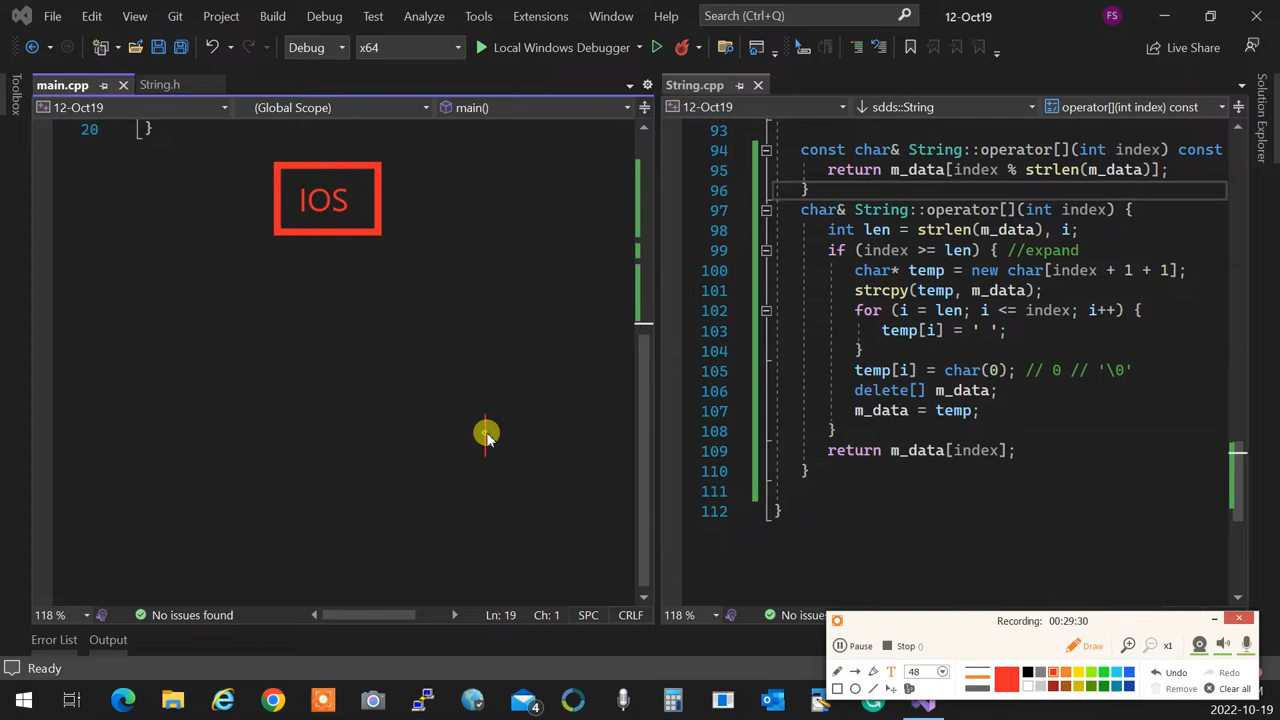 File Edit View Git Project Build Debug Test Analyze Tools Extensions Window Help Search (Ctrl+Q) 12-Oct19 FS
Debug x64 Local Windows Debugger Live Share
main.cpp String.h String.cpp
12-Oct19 (Global Scope) main() 12-Oct19 sdds::String operator[](int index) const
Toolbox
Solution Explorer
20 }
IOS
93
94 const char& String::operator[](int index) const
95 return m_data[index % strlen(m_data)];
96 }
97 char& String::operator[](int index) {
98 int len = strlen(m_data), i;
99 if (index >= len) { //expand
100 char* temp = new char[index + 1 + 1];
101 strcpy(temp, m_data);
102 for (i = len; i <= index; i++) {
103 temp[i] = ' ';
104 }
105 temp[i] = char(0); // 0 // '\0'
106 delete[] m_data;
107 m_data = temp;
108 }
109 return m_data[index];
110 }
111
112 }
118 % No issues found Ln: 19 Ch: 1 SPC CRLF 118 % No issues
Error List Output
Ready
Recording: 00:29:30
Pause Stop () Draw x1
T 48 Undo Redo
Remove Clear all
4
2022-10-19